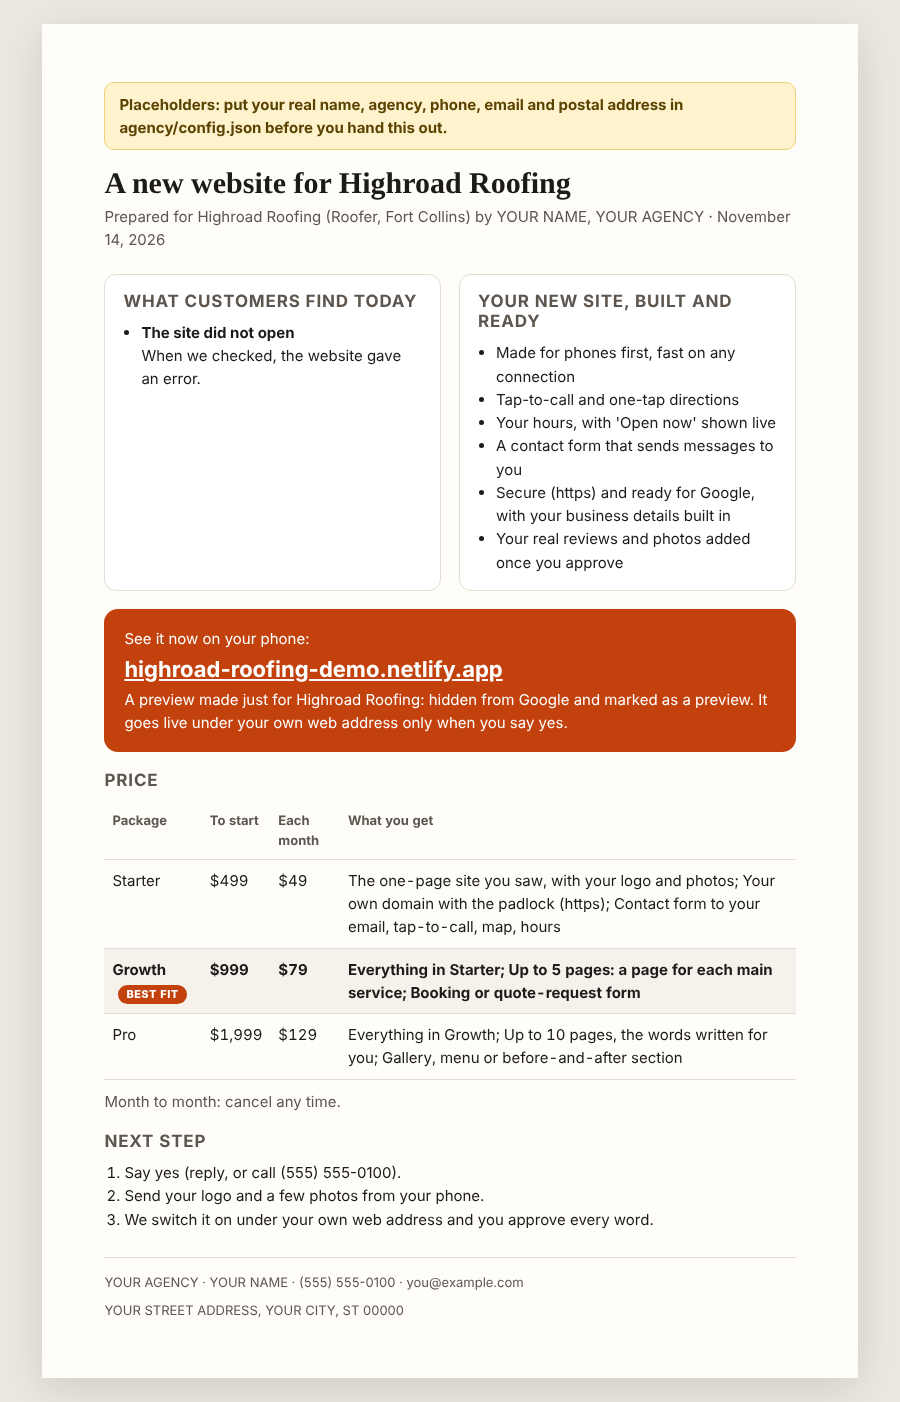 Placeholders: put your real name, agency, phone, email and postal address in
agency/config.json before you hand this out.
A new website for Highroad Roofing
Prepared for Highroad Roofing (Roofer, Fort Collins) by YOUR NAME, YOUR AGENCY · November
14, 2026
WHAT CUSTOMERS FIND TODAY
• The site did not open
When we checked, the website gave
an error.
YOUR NEW SITE, BUILT AND
READY
• Made for phones first, fast on any
connection
• Tap-to-call and one-tap directions
• Your hours, with 'Open now' shown live
• A contact form that sends messages to
you
• Secure (https) and ready for Google,
with your business details built in
• Your real reviews and photos added
once you approve
See it now on your phone:
highroad-roofing-demo.netlify.app
A preview made just for Highroad Roofing: hidden from Google and marked as a preview. It
goes live under your own web address only when you say yes.
PRICE
Package To start Each month What you get
Starter $499 $49 The one-page site you saw, with your logo and photos; Your
own domain with the padlock (https); Contact form to your
email, tap-to-call, map, hours
Growth $999 $79 Everything in Starter; Up to 5 pages: a page for each main
BEST FIT service; Booking or quote-request form
Pro $1,999 $129 Everything in Growth; Up to 10 pages, the words written for
you; Gallery, menu or before-and-after section
Month to month: cancel any time.
NEXT STEP
1. Say yes (reply, or call (555) 555-0100).
2. Send your logo and a few photos from your phone.
3. We switch it on under your own web address and you approve every word.
YOUR AGENCY · YOUR NAME · (555) 555-0100 · you@example.com
YOUR STREET ADDRESS, YOUR CITY, ST 00000